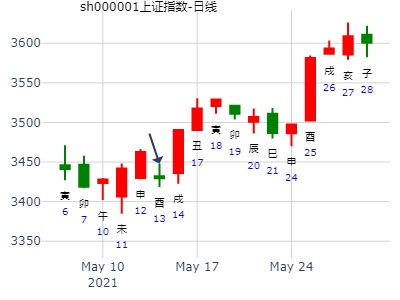 sh000001上证指数-日线
3600
3550
3500
3450
3400
3350
寅
6
卯
7
午
10
未
11
申
12
酉
13
戌
14
丑
17
寅
18
卯
19
辰
20
巳
21
申
24
酉
25
戌
26
亥
27
子
28
May 10
2021
May 17
May 24